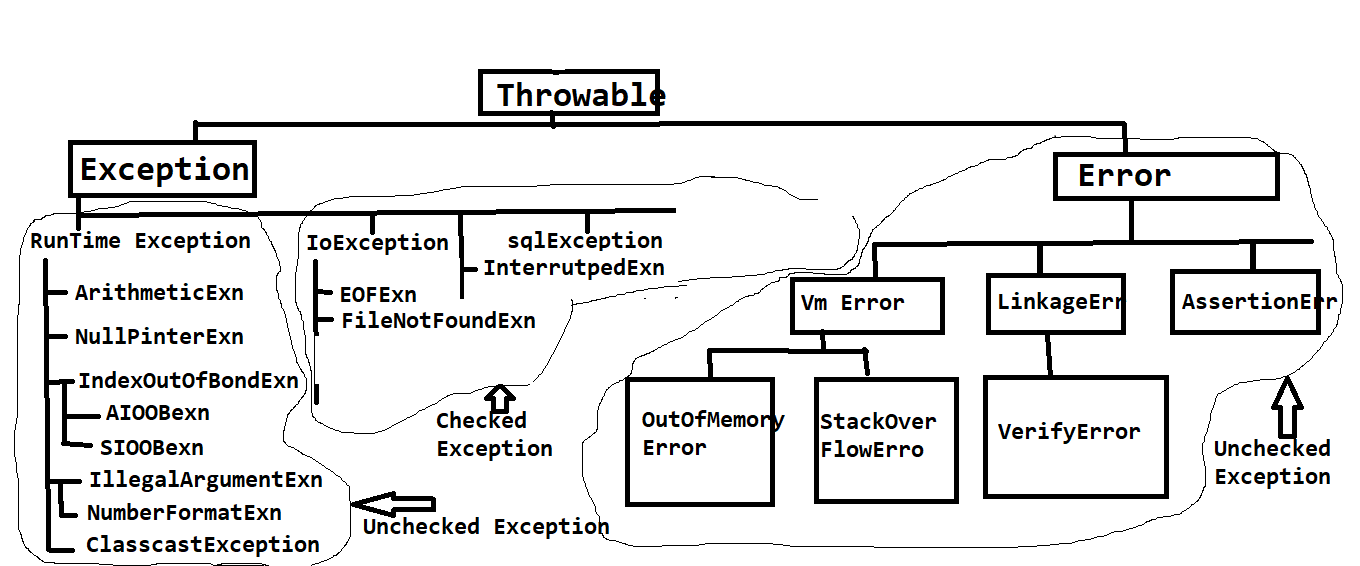 Throwable
Exception
Error
RunTime Exception
IoException
sqlException
InterrutpedExn
ArithmeticExn
EOFExn
FileNotFoundExn
Vm Error
LinkageErr
AssertionErr
NullPinterExn
IndexOutOfBondExn
AIOOBexn
SIOOBexn
IllegalArgumentExn
NumberFormatExn
ClasscastException
Checked
Exception
Unchecked Exception
OutOfMemory
Error
StackOver
FlowErro
VerifyError
Unchecked
Exception